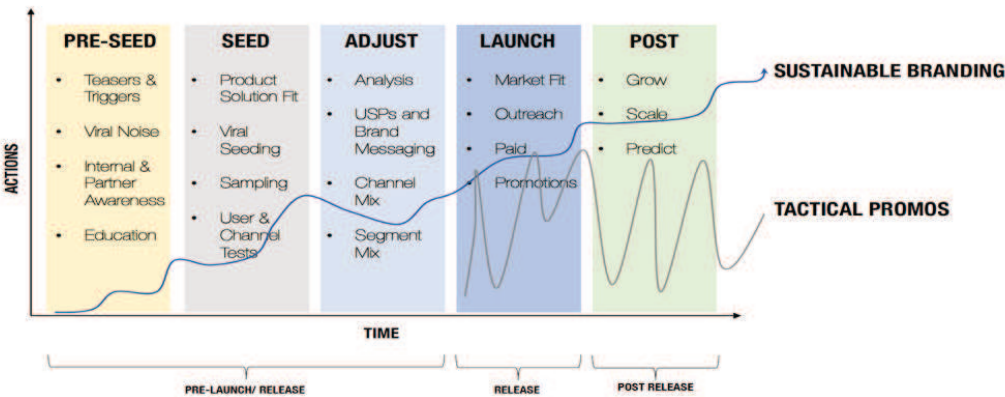 PRE-SEED
• Teasers &
Triggers
• Viral Noise
• Internal &
Partner
Awareness
• Education
SEED
• Product
Solution Fit
• Viral
Seeding
• Sampling
• User &
Channel
Tests
ADJUST
• Analysis
• USPs and
Brand
Messaging
• Channel
Mix
• Segment
Mix
LAUNCH
• Market Fit
• Outreach
• Paid
• Promotions
POST
• Grow
• Scale
• Predict
SUSTAINABLE BRANDING
TACTICAL PROMOS
ACTIONS
TIME
PRE-LAUNCH/ RELEASE
RELEASE
POST RELEASE